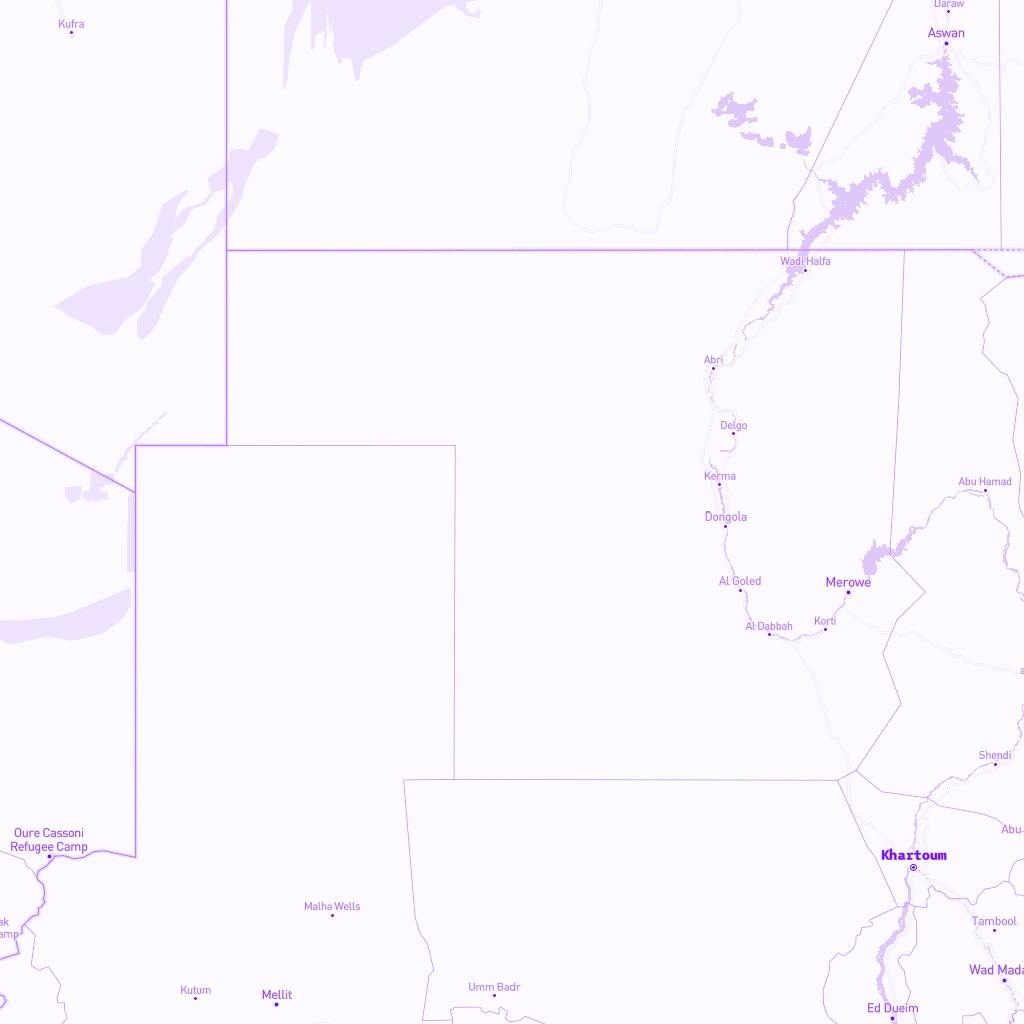 Daraw
Kufra
Aswan
Wadi Halfa
Abri
Delgo
Kerma
Abu Hamad
Dongola
Al Goled
Merowe
Korti
Al Dabbah
Shendi
Abu
Oure Cassoni
Refugee Camp
Khartoum
Malha Wells
ak
amp
Tambool
Wad Mada
Umm Badr
Kutum
Mellit
Ed Dueim